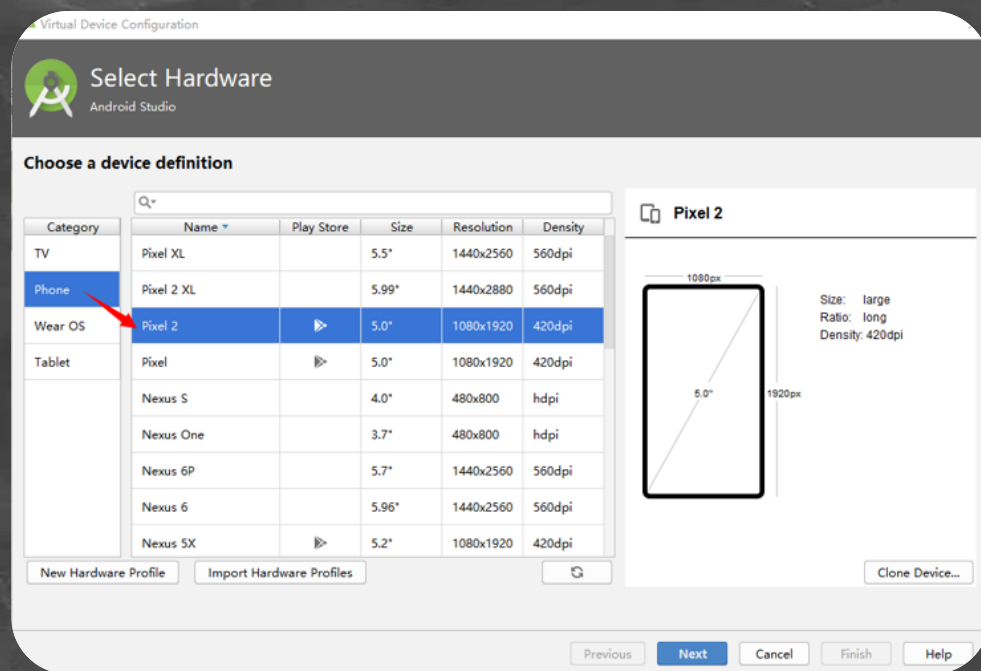 Virtual Device Configuration
Select Hardware
Android Studio
Choose a device definition
Category
TV
Phone
Wear OS
Tablet
Name Play Store Size Resolution Density
Pixel XL 5.5" 1440x2560 560dpi
Pixel 2 XL 5.99" 1440x2880 560dpi
Pixel 2 5.0" 1080x1920 420dpi
Pixel 5.0" 1080x1920 420dpi
Nexus S 4.0" 480x800 hdpi
Nexus One 3.7" 480x800 hdpi
Nexus 6P 5.7" 1440x2560 560dpi
Nexus 6 5.96" 1440x2560 560dpi
Nexus 5X 5.2" 1080x1920 420dpi
New Hardware Profile Import Hardware Profiles
Pixel 2
1080px
5.0"
1920px
Size: large
Ratio: long
Density: 420dpi
Clone Device...
Previous Next Cancel Finish Help